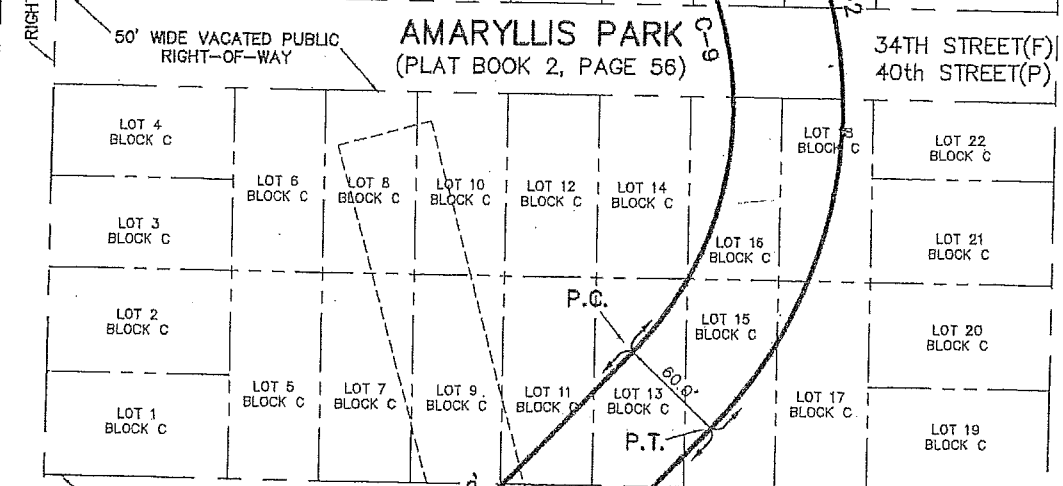 RIGHT
50' WIDE VACATED PUBLIC
RIGHT-OF-WAY
AMARYLLIS PARK
(PLAT BOOK 2, PAGE 56)
C-9
2
34TH STREET(F)
40th STREET(P)
LOT 4
BLOCK C
LOT 3
BLOCK C
LOT 2
BLOCK C
LOT 1
BLOCK C
LOT 6
BLOCK C
LOT 8
BLOCK C
LOT 10
BLOCK C
LOT 12
BLOCK C
LOT 14
BLOCK C
LOT 16
BLOCK C
LOT 18
BLOCK C
LOT 22
BLOCK C
LOT 21
BLOCK C
LOT 20
BLOCK C
LOT 19
BLOCK C
P.C.
LOT 15
BLOCK C
60.0'
LOT 5
BLOCK C
LOT 7
BLOCK C
LOT 9
BLOCK C
LOT 11
BLOCK C
LOT 13
BLOCK C
LOT 17
BLOCK C
P.T.